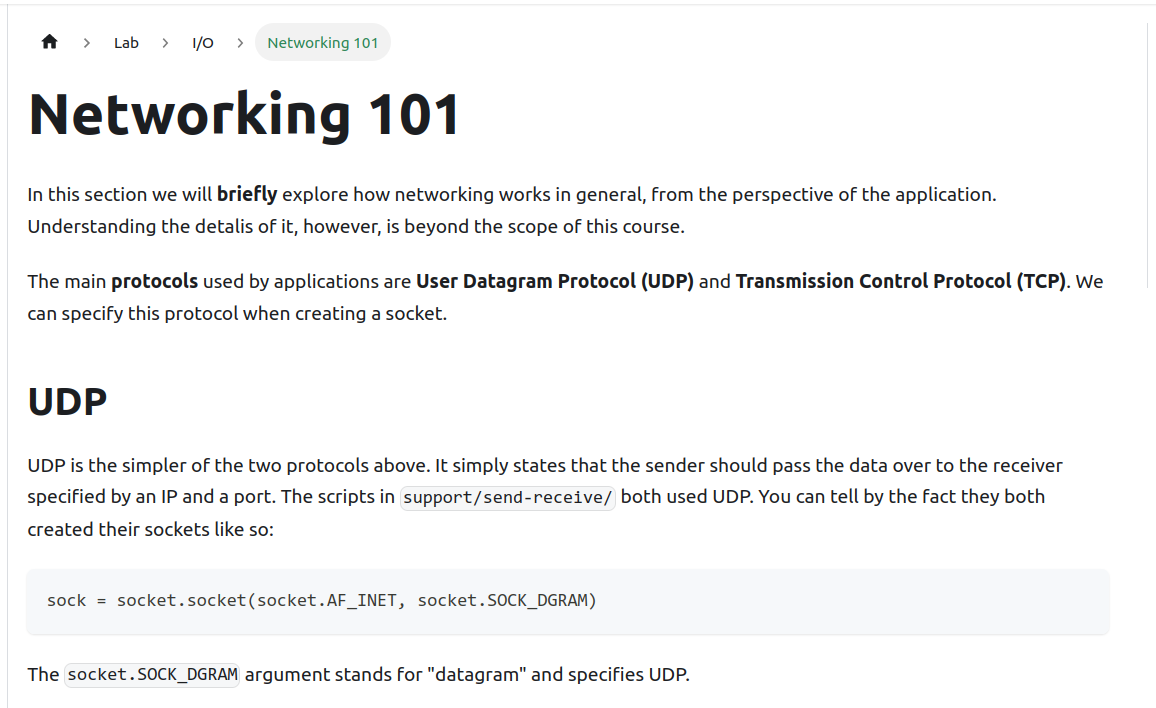 Lab
I/O
Networking 101
Networking 101
In this section we will briefly explore how networking works in general, from the perspective of the application.
Understanding the detalis of it, however, is beyond the scope of this course.
The main protocols used by applications are User Datagram Protocol (UDP) and Transmission Control Protocol (TCP). We
can specify this protocol when creating a socket.
UDP
UDP is the simpler of the two protocols above. It simply states that the sender should pass the data over to the receiver
specified by an IP and a port. The scripts in support/send-receive/ both used UDP. You can tell by the fact they both
created their sockets like so:
sock = socket.socket(socket.AF_INET, socket.SOCK_DGRAM)
The socket.SOCK_DGRAM argument stands for "datagram" and specifies UDP.